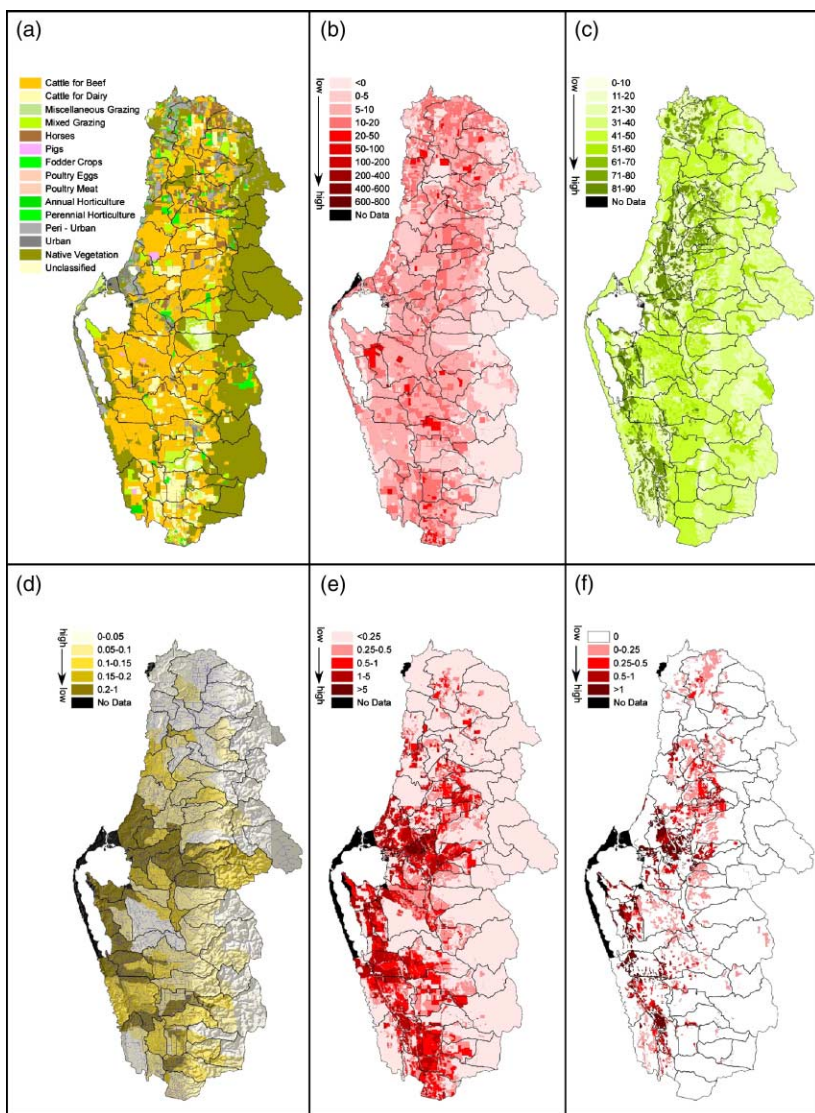 (a)
Cattle for Beef
Cattle for Dairy
Miscellaneous Grazing
Mixed Grazing
Horses
Pigs
Fodder Crops
Poultry Eggs
Poultry Meat
Annual Horticulture
Perennial Horticulture
Peri - Urban
Urban
Native Vegetation
Unclassified
(b)
low
high
<0
0-5
5-10
10-20
20-50
50-100
100-200
200-400
400-600
600-800
No Data
(c)
low
high
0-10
11-20
21-30
31-40
41-50
51-60
61-70
71-80
81-90
No Data
(d)
high
low
0-0.05
0.05-0.1
0.1-0.15
0.15-0.2
0.2-1
No Data
(e)
low
high
<0.25
0.25-0.5
0.5-1
1-5
>5
No Data
(f)
low
high
0
0-0.25
0.25-0.5
0.5-1
>1
No Data